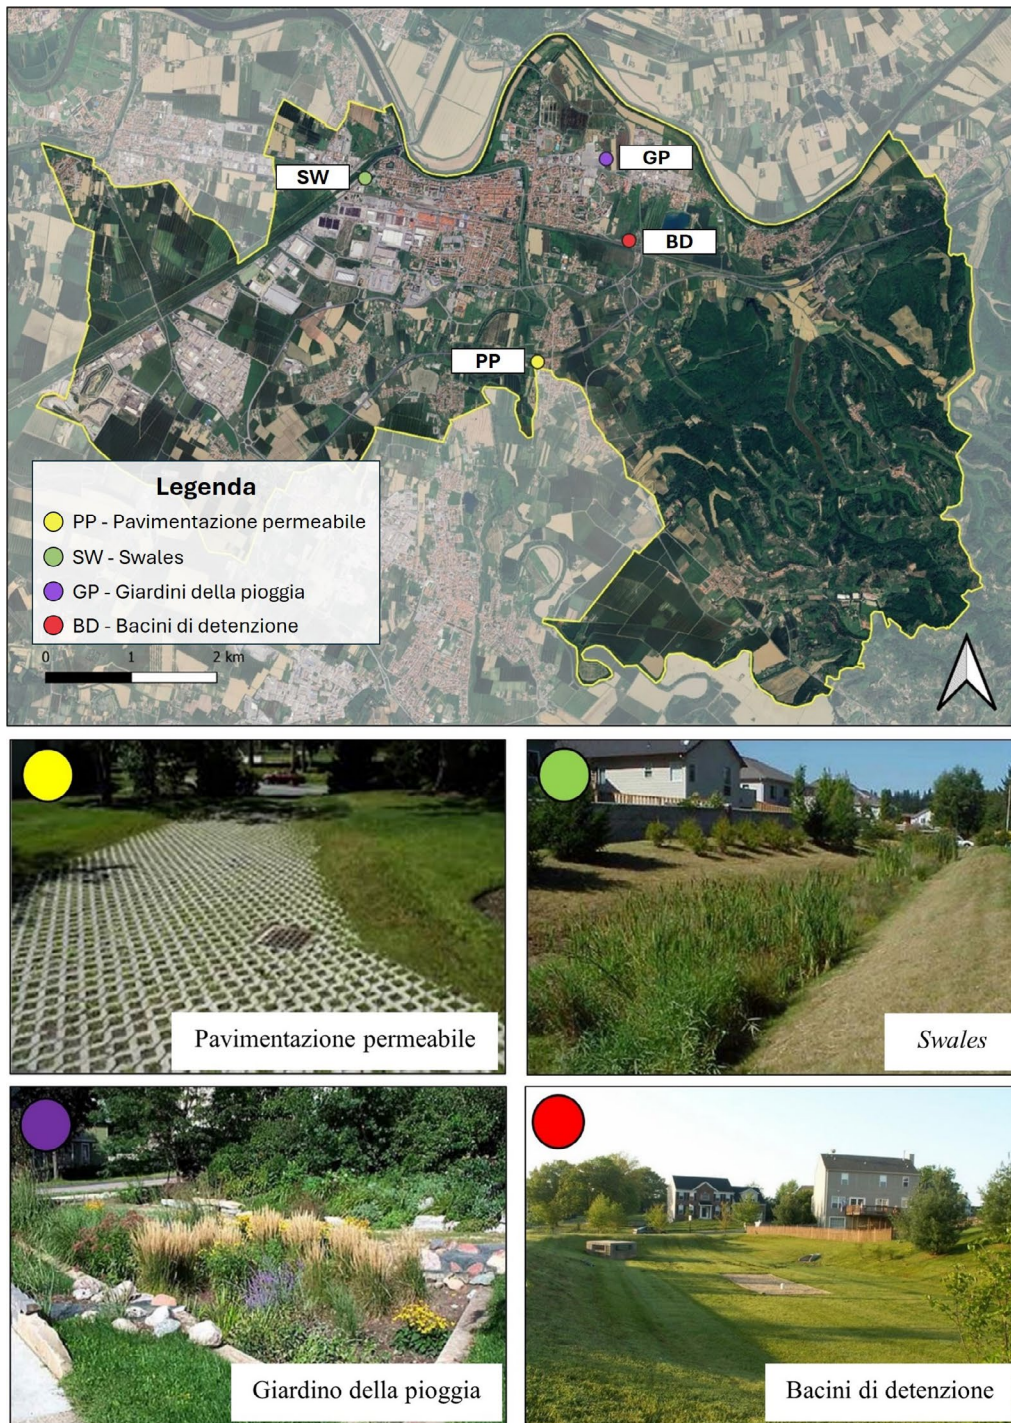 SW
GP
BD
PP
Legenda
PP - Pavimentazione permeabile
SW - Swales
GP - Giardini della pioggia
BD - Bacini di detenzione
0 1 2 km
Pavimentazione permeabile
Swales
Giardino della pioggia
Bacini di detenzione